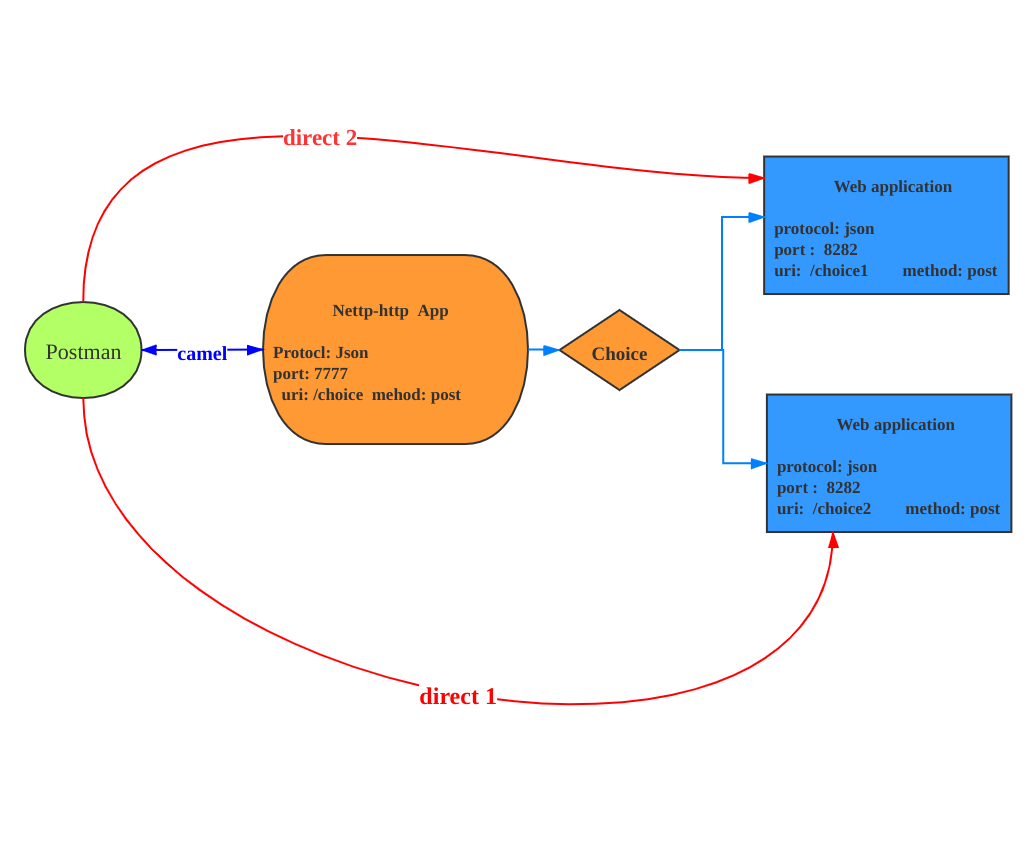 direct 2
Web application
protocol: json
port :  8282
uri:  /choice1        method: post
Nettp-http  App
Protocl: Json
port: 7777
uri: /choice  mehod: post
Postman
camel
Choice
Web application
protocol: json
port :  8282
uri:  /choice2        method: post
direct 1